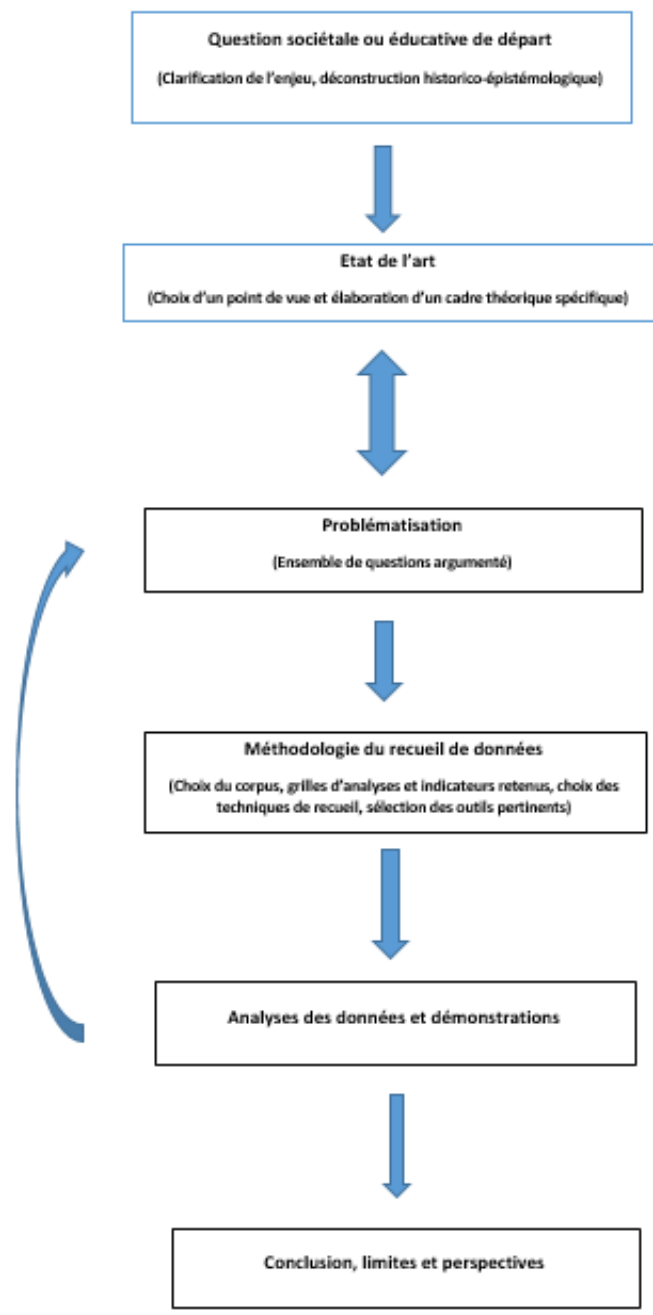 Question sociétale ou éducative de départ
(Clarification de l'enjeu, déconstruction historico-épistémologique)
Etat de l'art
(Choix d'un point de vue et élaboration d'un cadre théorique spécifique)
Problématisation
(Ensemble de questions argumenté)
Méthodologie du recueil de données
(Choix du corpus, grilles d'analyses et indicateurs retenus, choix des
techniques de recueil, sélection des outils pertinents)
Analyses des données et démonstrations
Conclusion, limites et perspectives